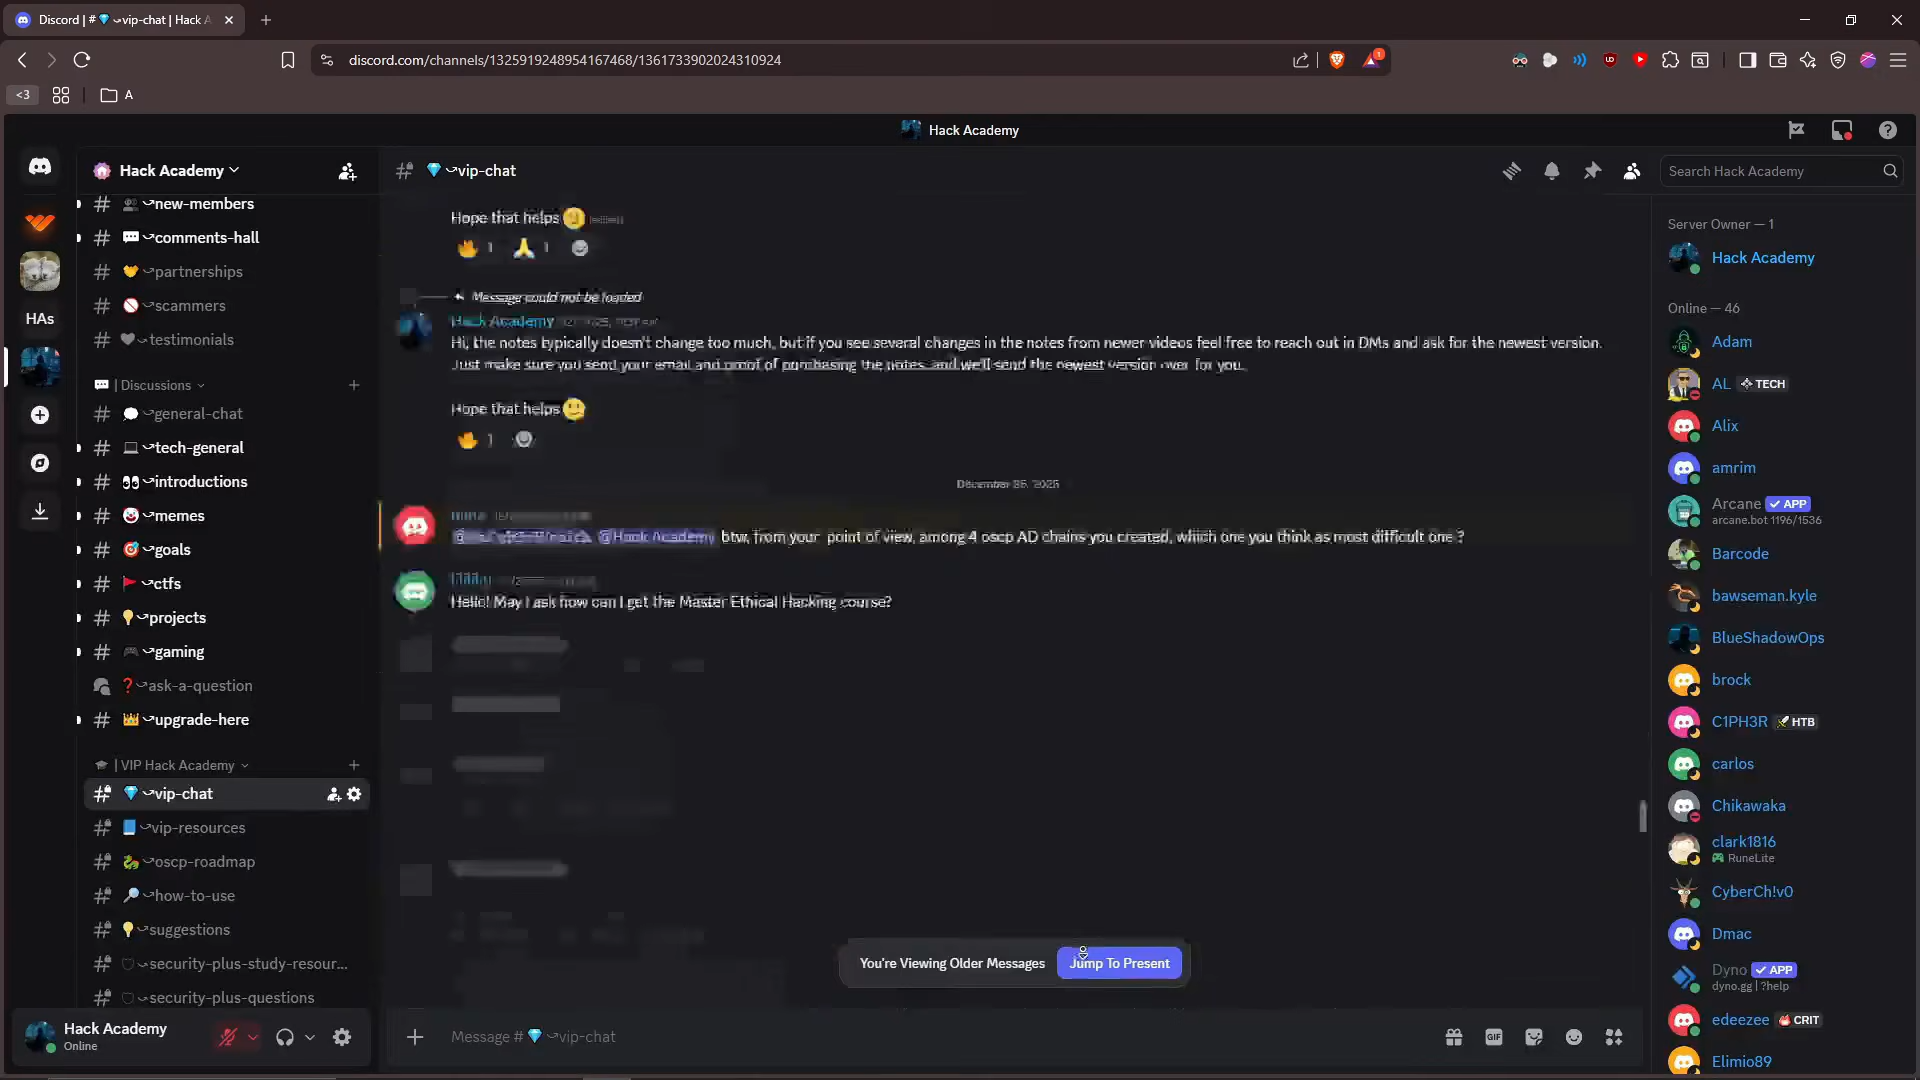 Discord | # vip-chat | Hack A
discord.com/channels/1325919248954167468/1361733902024310924
1
<3
A
Hack Academy
Hack Academy
new-members
comments-hall
partnerships
scammers
testimonials
| Discussions
general-chat
tech-general
introductions
memes
goals
ctfs
projects
gaming
ask-a-question
upgrade-here
| VIP Hack Academy
vip-chat
vip-resources
oscp-roadmap
how-to-use
suggestions
security-plus-study-resour...
security-plus-questions
HAs
Hack Academy
Online
vip-chat
Search Hack Academy
Hope that helps
1 1
Message could not be loaded
Hack Academy
Hi, the notes typically doesn't change too much, but if you see several changes in the notes from newer videos feel free to reach out in DMs and ask for the newest version.
Just make sure you send your email and proof of purchasing the notes, and we'll send the newest version over for you.
Hope that helps
1
@Hack Academy btw, from your point of view, among 4 oscp AD chains you created, which one you think as most difficult one ?
Hello! May I ask how can I get the Master Ethical Hacking course?
You're Viewing Older Messages
Jump To Present
Message # vip-chat
GIF
Server Owner — 1
Hack Academy
Online — 46
Adam
AL TECH
Alix
amrim
Arcane APP
arcane.bot 1196/1536
Barcode
bawseman.kyle
BlueShadowOps
brock
C1PH3R HTB
carlos
Chikawaka
clark1816
RuneLite
CyberCh!v0
Dmac
Dyno APP
dyno.gg | ?help
edeezee CRIT
Elimio89